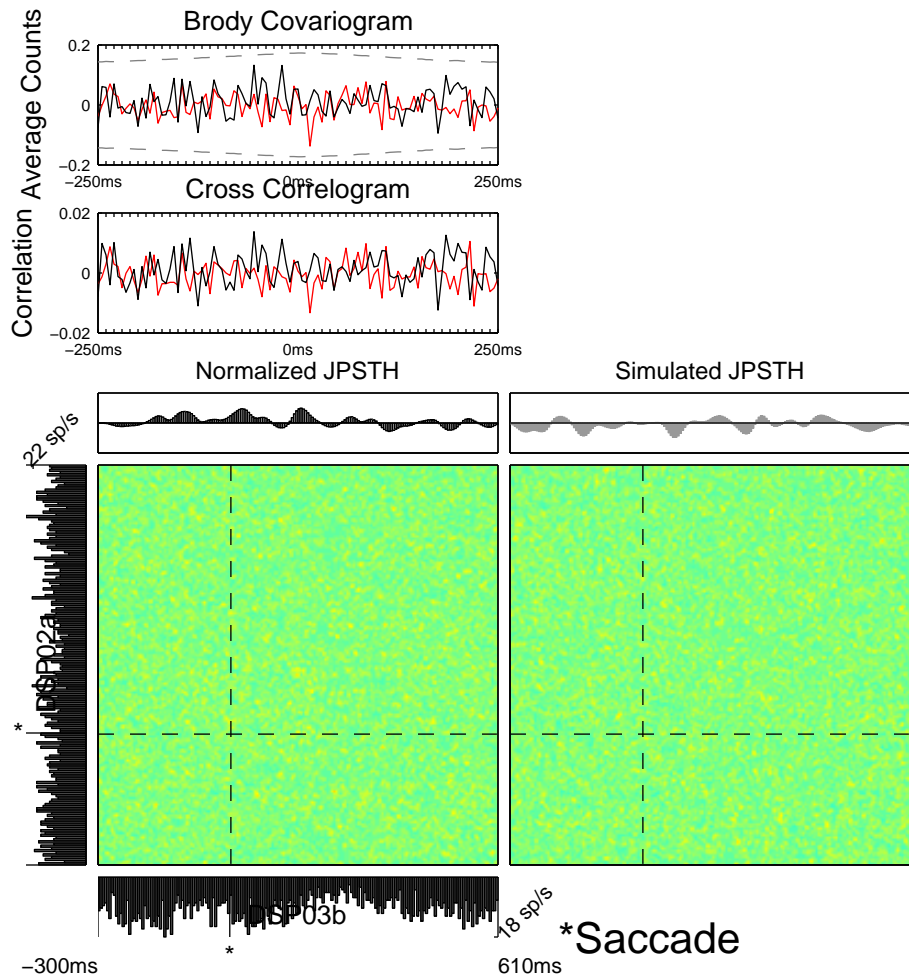 Brody Covariogram
Average Counts
0.2
0
−0.2
−250ms
0ms
250ms
Cross Correlogram
Correlation
0.02
0
−0.02
−250ms
0ms
250ms
Normalized JPSTH
Simulated JPSTH
22 sp/s
DSP02a
*
DSP03b
18 sp/s
*
*Saccade
−300ms
610ms